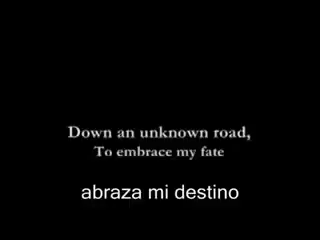 Down an unknown road,
To embrace my fate
abraza mi destino